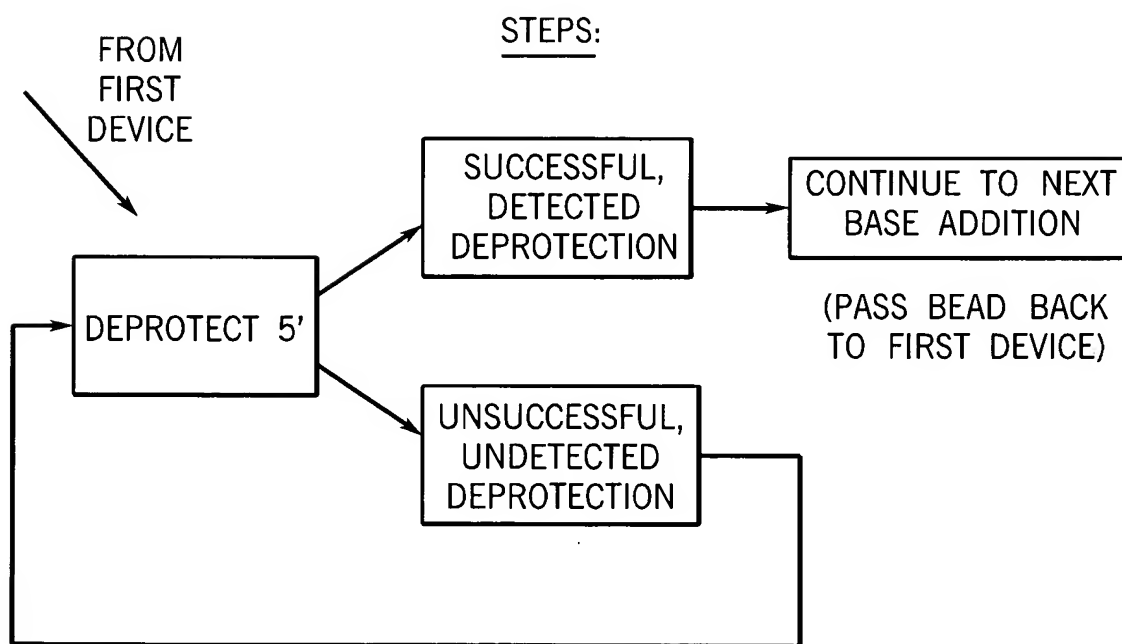 STEPS:
FROM
FIRST
DEVICE
DEPROTECT 5'
SUCCESSFUL,
DETECTED
DEPROTECTION
CONTINUE TO NEXT
BASE ADDITION
(PASS BEAD BACK
TO FIRST DEVICE)
UNSUCCESSFUL,
UNDETECTED
DEPROTECTION